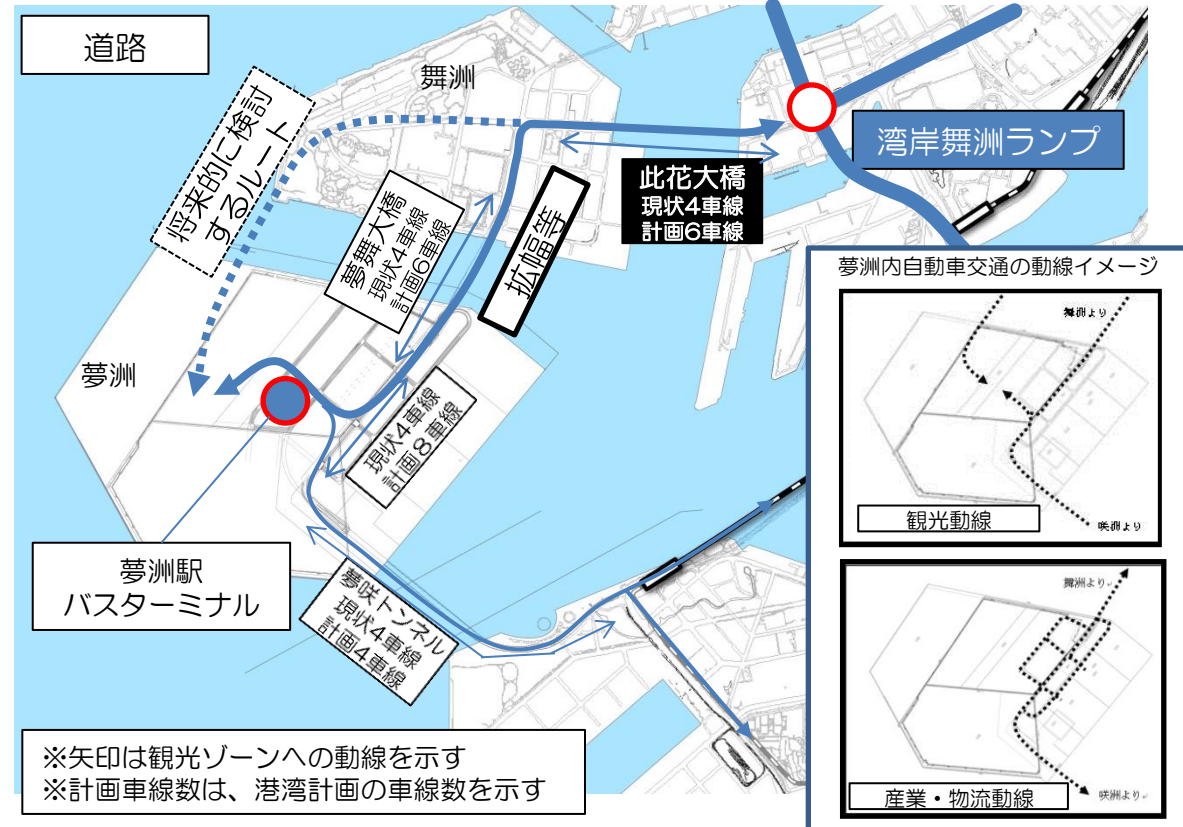 道路
舞洲
将来的に検討
するルート
湾岸舞洲ランプ
此花大橋
現状4車線
計画6車線
夢舞大橋
現状4車線
計画6車線
拡幅等
夢洲
現状4車線
計画8車線
夢洲駅
バスターミナル
夢咲トンネル
現状4車線
計画4車線
※矢印は観光ゾーンへの動線を示す
※計画車線数は、港湾計画の車線数を示す
夢洲内自動車交通の動線イメージ
舞洲より
咲洲より
観光動線
舞洲より
咲洲より
産業・物流動線